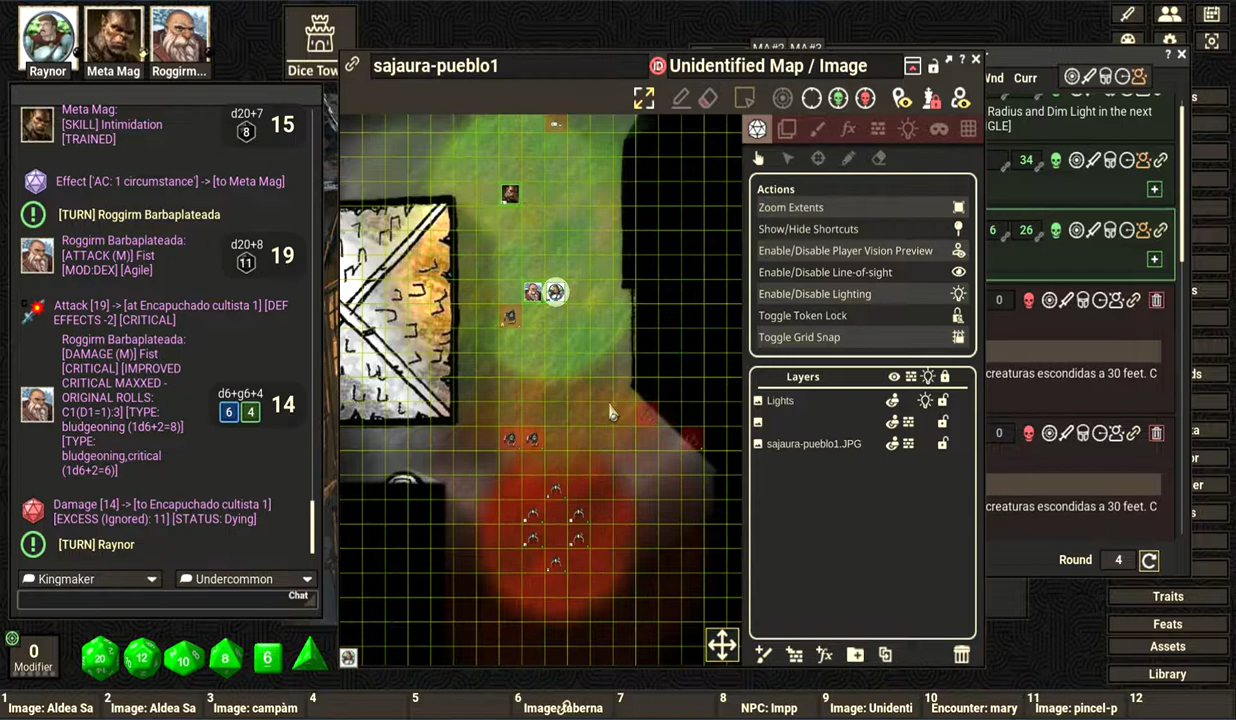 Raynor
Meta Mag
Roggirm...
Dice Tow
sajaura-pueblo1
ID
Unidentified Map / Image
Meta Mag:
[SKILL] Intimidation
[TRAINED]
d20+7
8
15
Effect ['AC: 1 circumstance'] -> [to Meta Mag]
[TURN] Roggirm Barbaplateada
Roggirm Barbaplateada:
[ATTACK (M)] Fist
[MOD:DEX] [Agile]
d20+8
11
19
Attack [19] -> [at Encapuchado cultista 1] [DEF
EFFECTS -2] [CRITICAL]
Roggirm Barbaplateada:
[DAMAGE (M)] Fist
[CRITICAL] [IMPROVED
CRITICAL MAXXED -
ORIGINAL ROLLS:
C1(D1=1):3] [TYPE:
bludgeoning (1d6+2=8)]
[TYPE:
bludgeoning,critical
(1d6+2=6)]
d6+g6+4
6
4
14
Damage [14] -> [to Encapuchado cultista 1]
[EXCESS (Ignored): 11] [STATUS: Dying]
[TURN] Raynor
Kingmaker
Undercommon
Chat
0
Modifier
20
12
10
8
6
Actions
Zoom Extents
Show/Hide Shortcuts
Enable/Disable Player Vision Preview
Enable/Disable Line-of-sight
Enable/Disable Lighting
Toggle Token Lock
Toggle Grid Snap
Layers
Lights
sajaura-pueblo1.JPG
Wnd
Curr
Radius and Dim Light in the next
34
6
26
0
creaturas escondidas a 30 feet. C
0
creaturas escondidas a 30 feet. C
Round
4
Traits
Feats
Assets
Library
1
Image: Aldea Sa
2
Image: Aldea Sa
3
Image: campàm
4
5
6
Image: taberna
7
8
NPC: Impp
9
Image: Unidenti
10
Encounter: mary
11
Image: pincel-p
12